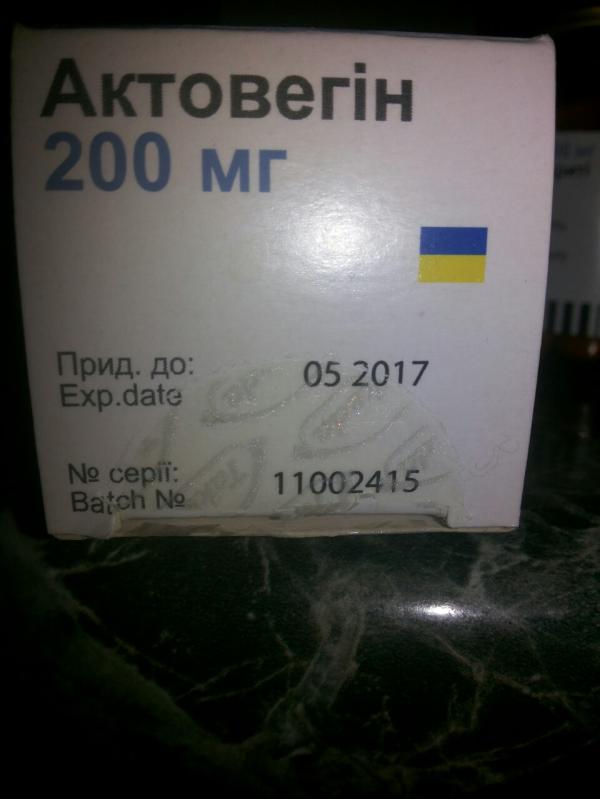 Актовегін
200 мг
Прид. до:
Exp.date
05 2017
№ серії:
Batch №
11002415